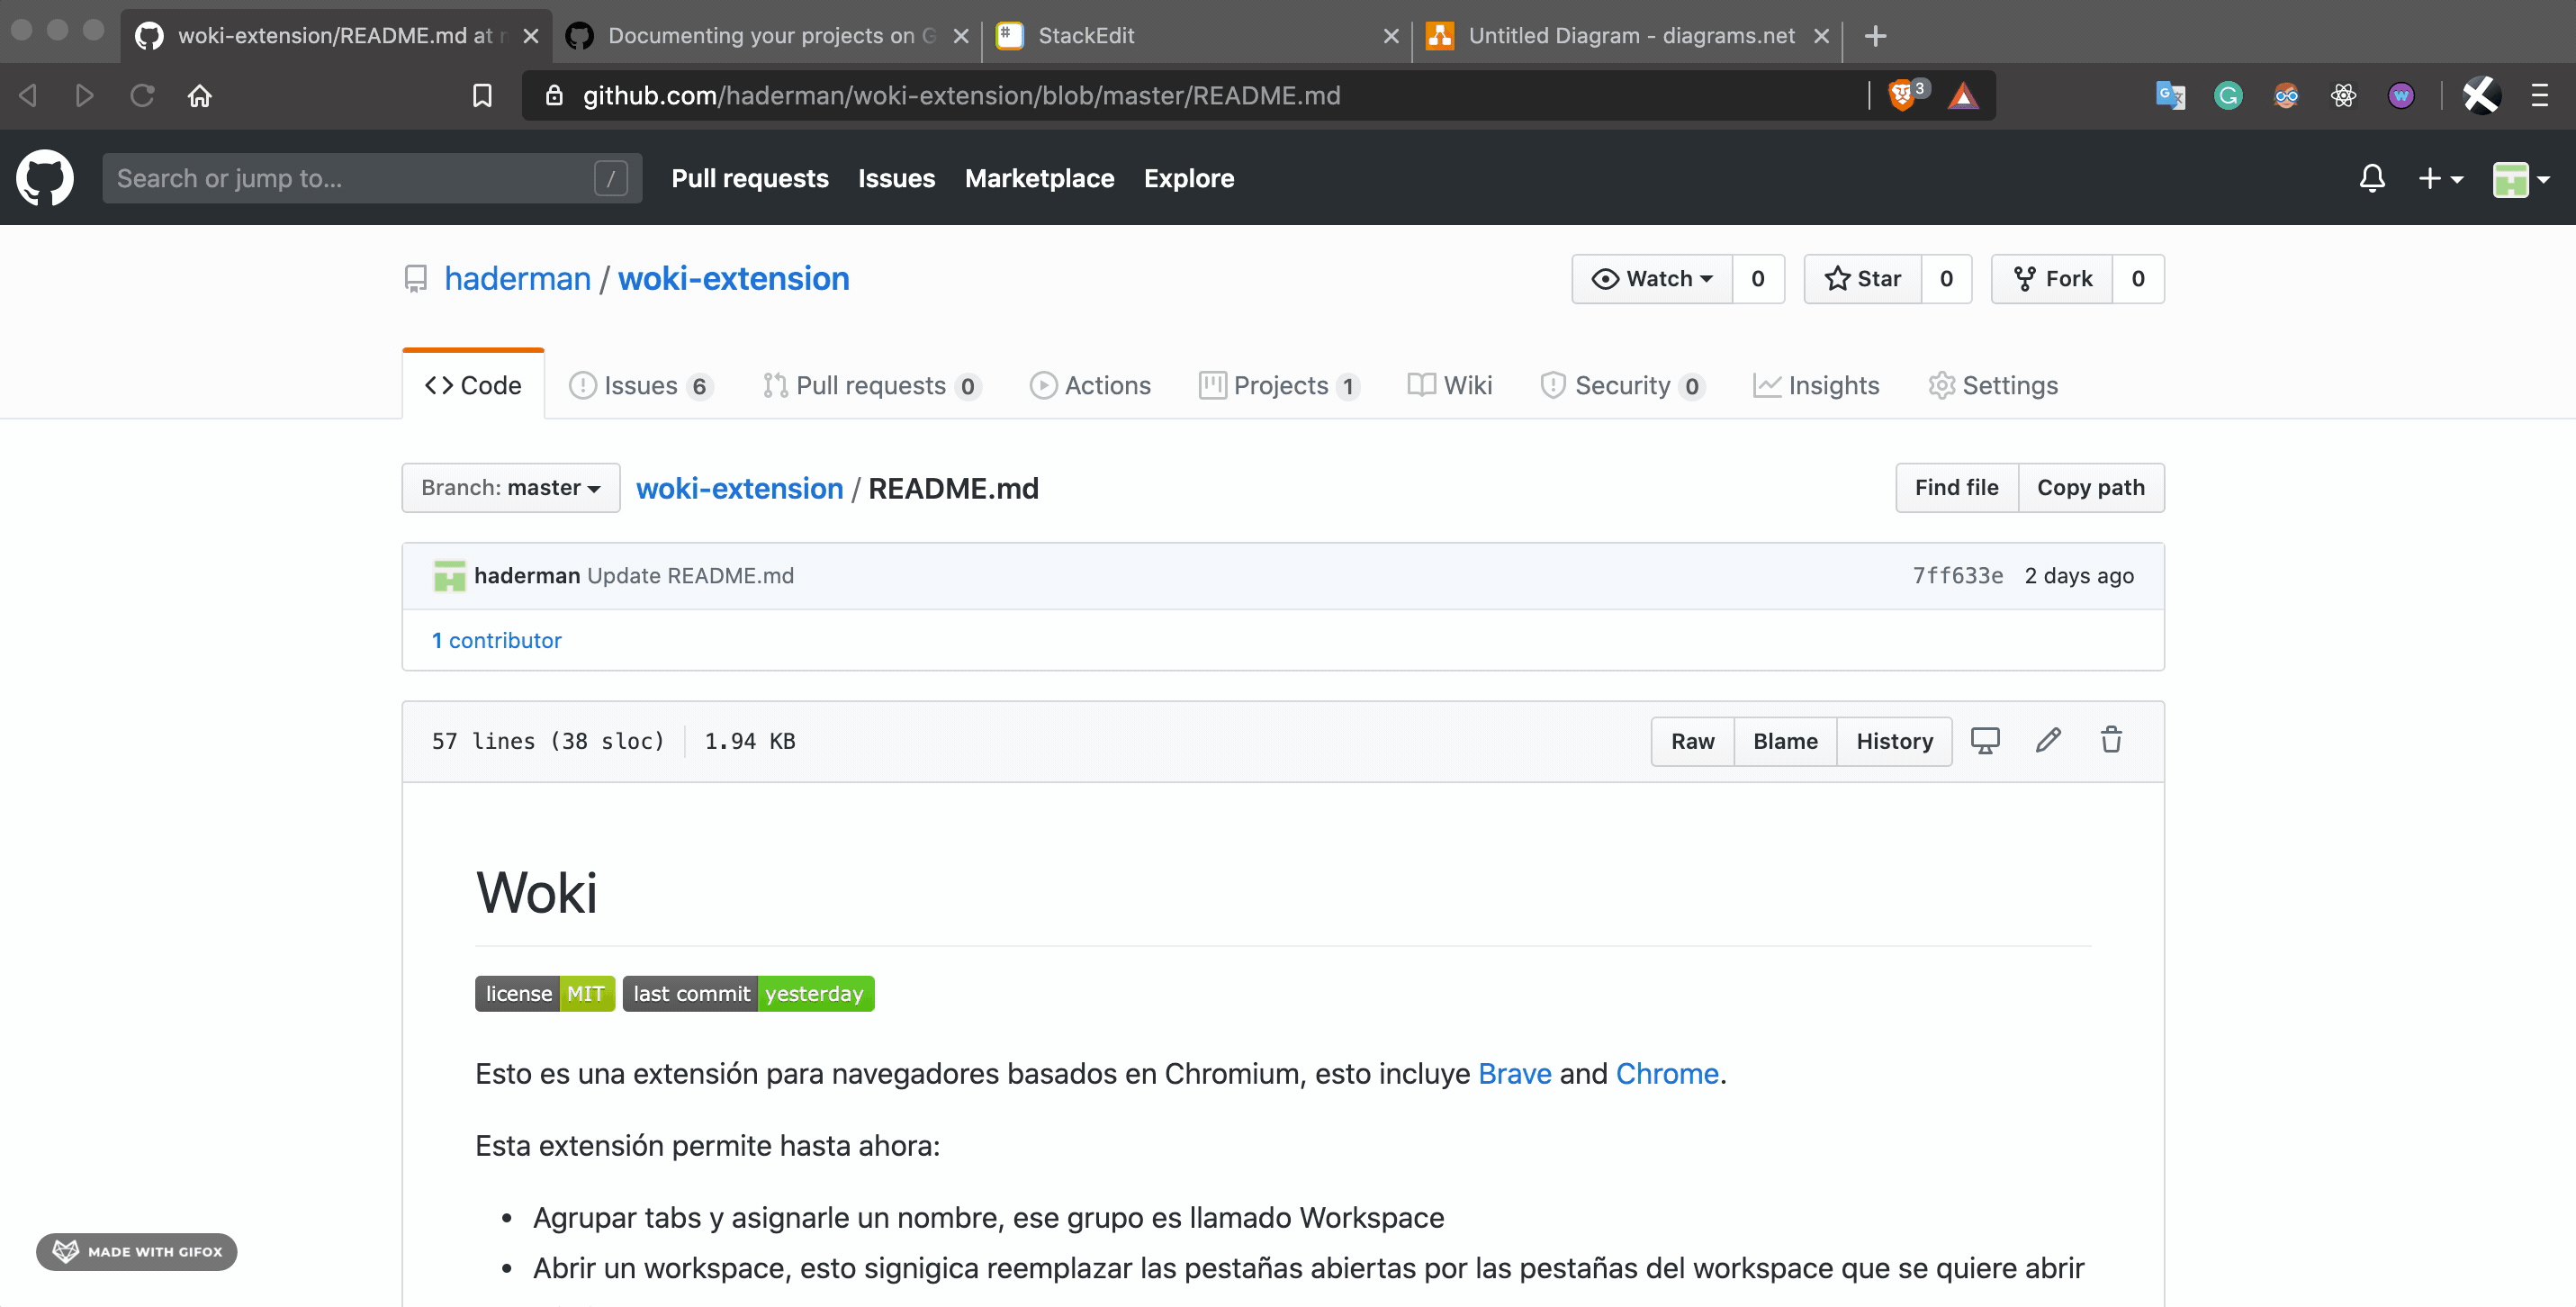 woki-extension/README.md at
Documenting your projects on G
StackEdit
Untitled Diagram - diagrams.net
github.com/haderman/woki-extension/blob/master/README.md
3
Search or jump to...
/
Pull requests
Issues
Marketplace
Explore
haderman / woki-extension
Watch 0
Star 0
Fork 0
Code
Issues 6
Pull requests 0
Actions
Projects 1
Wiki
Security 0
Insights
Settings
Branch: master
woki-extension / README.md
Find file
Copy path
haderman Update README.md
7ff633e 2 days ago
1 contributor
57 lines (38 sloc) 1.94 KB
Raw
Blame
History
Woki
license MIT last commit yesterday
Esto es una extensión para navegadores basados en Chromium, esto incluye Brave and Chrome.
Esta extensión permite hasta ahora:
• Agrupar tabs y asignarle un nombre, ese grupo es llamado Workspace
• Abrir un workspace, esto signigica reemplazar las pestañas abiertas por las pestañas del workspace que se quiere abrir
MADE WITH GIFOX